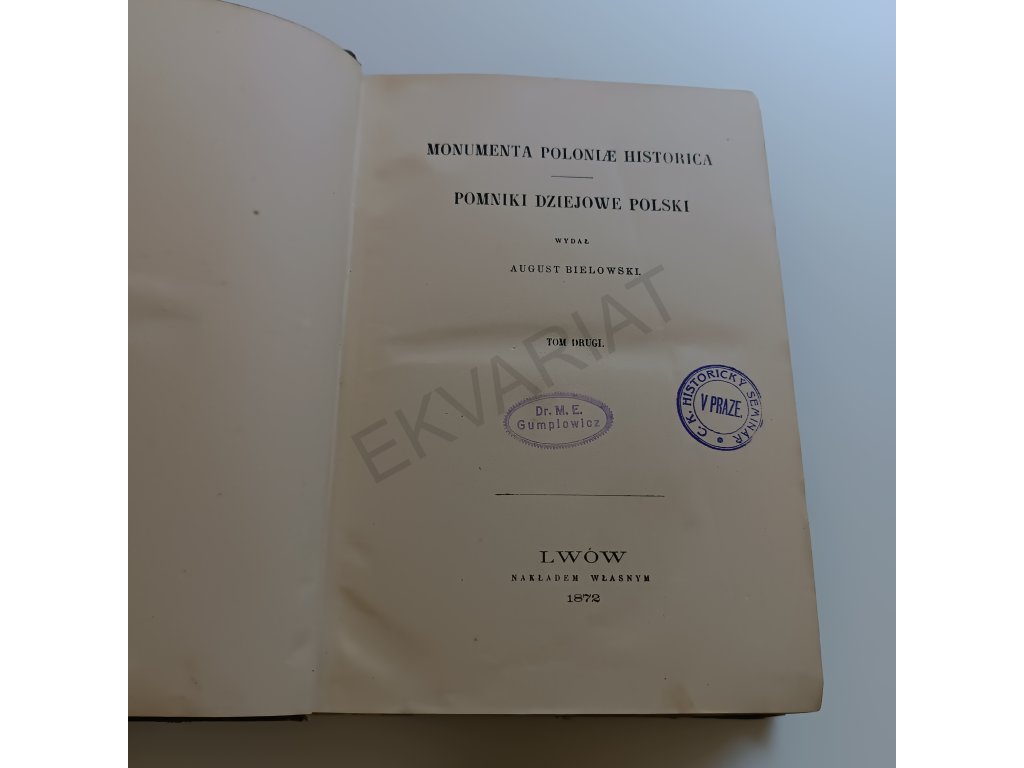 MONUMENTA POLONIÆ HISTORICA
POMNIKI DZIEJOWE POLSKI
WYDAŁ
AUGUST BIELOWSKI.
TOM DRUGI.
EKVARIAT
Dr. M. E.
Gumplowicz
C. K. HISTORICKÝ SEMINÁŘ
V PRAZE.
LWÓW
NAKŁADEM WŁASNYM
1872